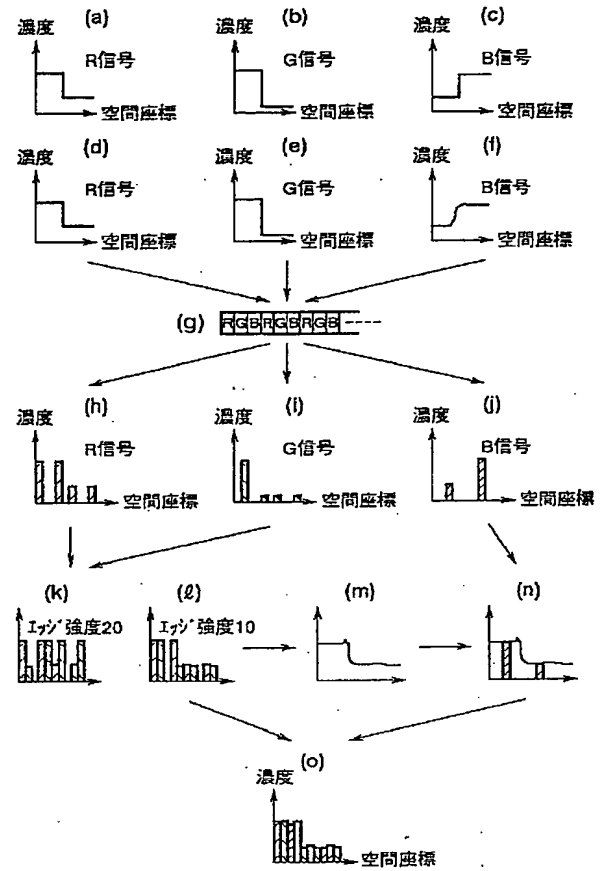 (a)
濃度
R信号
空間座標
(b)
濃度
G信号
空間座標
(c)
濃度
B信号
空間座標
(d)
濃度
R信号
空間座標
(e)
濃度
G信号
空間座標
(f)
濃度
B信号
空間座標
(g)
RGBRGBRGB
(h)
濃度
R信号
空間座標
(i)
濃度
G信号
空間座標
(j)
濃度
B信号
空間座標
(k)
エッジ強度20
(ℓ)
エッジ強度10
(m)
(n)
(o)
濃度
空間座標